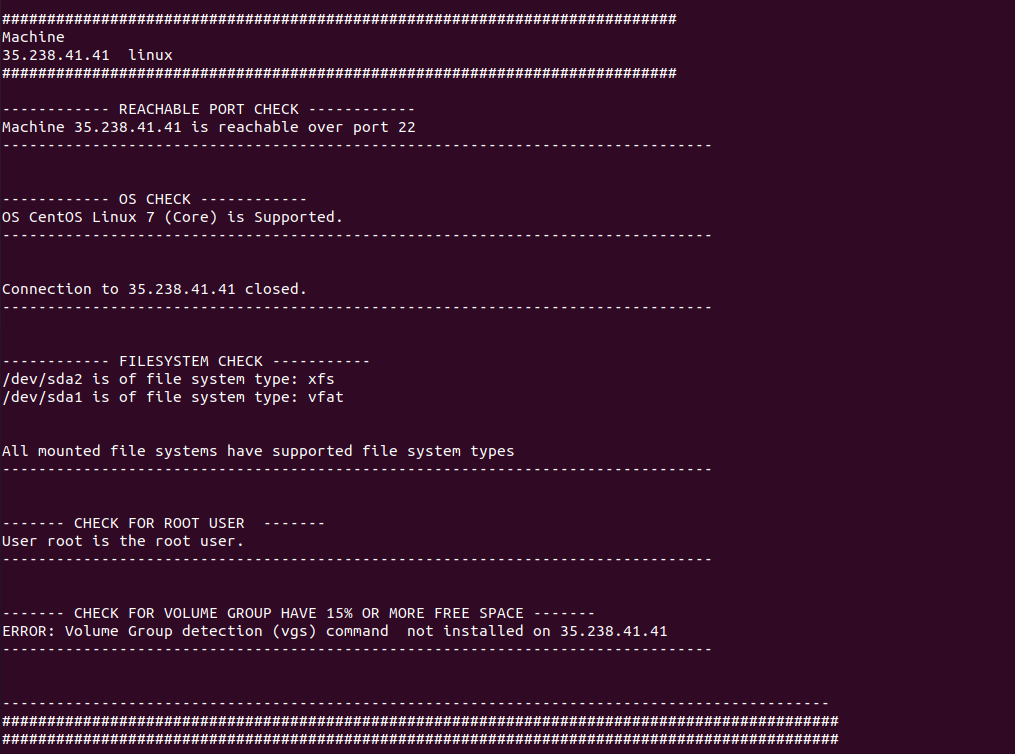 ###########################################################################
Machine
35.238.41.41  linux
###########################################################################
------------ REACHABLE PORT CHECK ------------
Machine 35.238.41.41 is reachable over port 22
-------------------------------------------------------------------------------
------------ OS CHECK ------------
OS CentOS Linux 7 (Core) is Supported.
-------------------------------------------------------------------------------
Connection to 35.238.41.41 closed.
-------------------------------------------------------------------------------
------------ FILESYSTEM CHECK -----------
/dev/sda2 is of file system type: xfs
/dev/sda1 is of file system type: vfat
All mounted file systems have supported file system types
-------------------------------------------------------------------------------
------- CHECK FOR ROOT USER  -------
User root is the root user.
-------------------------------------------------------------------------------
------- CHECK FOR VOLUME GROUP HAVE 15% OR MORE FREE SPACE -------
ERROR: Volume Group detection (vgs) command  not installed on 35.238.41.41
-------------------------------------------------------------------------------
--------------------------------------------------------------------------------------------
#############################################################################################
#############################################################################################